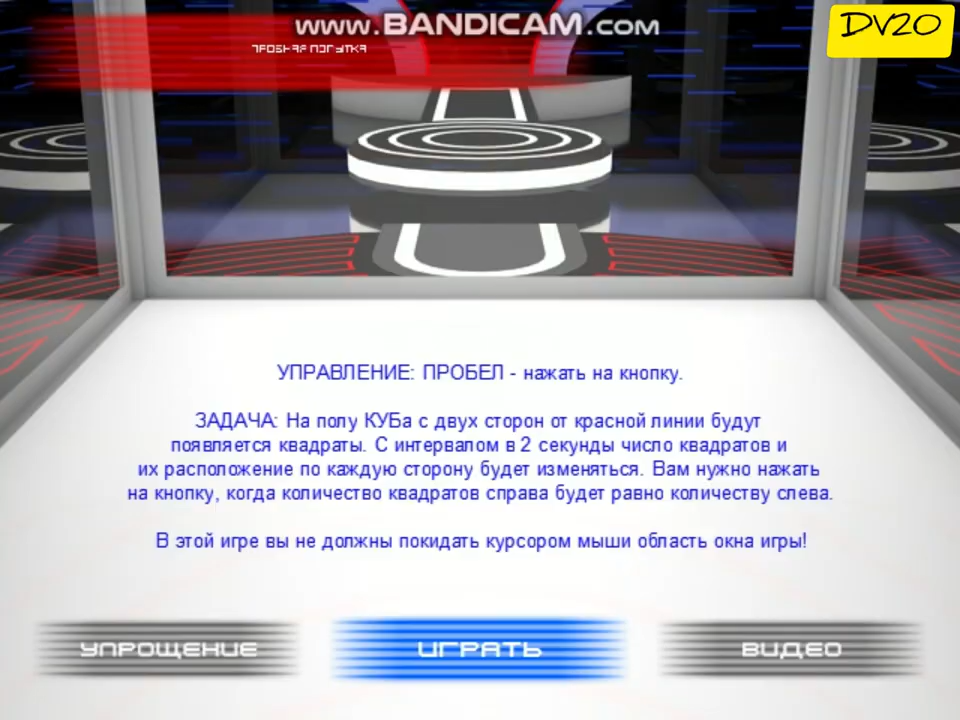 www.BANDICAM.com
DV20
ПРОБНАЯ ПОПЫТКА
УПРАВЛЕНИЕ: ПРОБЕЛ - нажать на кнопку.
ЗАДАЧА: На полу КУБа с двух сторон от красной линии будут
появляется квадраты. С интервалом в 2 секунды число квадратов и
их расположение по каждую сторону будет изменяться. Вам нужно нажать
на кнопку, когда количество квадратов справа будет равно количеству слева.
В этой игре вы не должны покидать курсором мыши область окна игры!
УПРОЩЕНИЕ
ИГРАТЬ
ВИДЕО